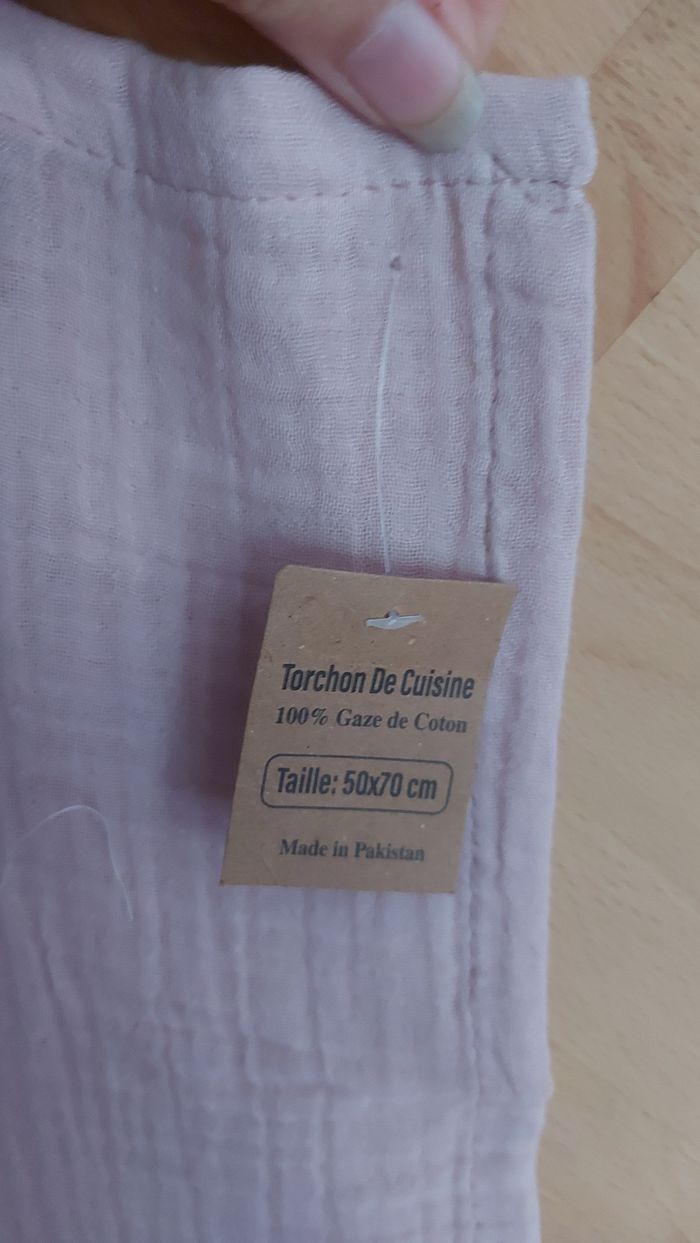 Torchon De Cuisine
100% Gaze de Coton
Taille: 50x70 cm
Made in Pakistan